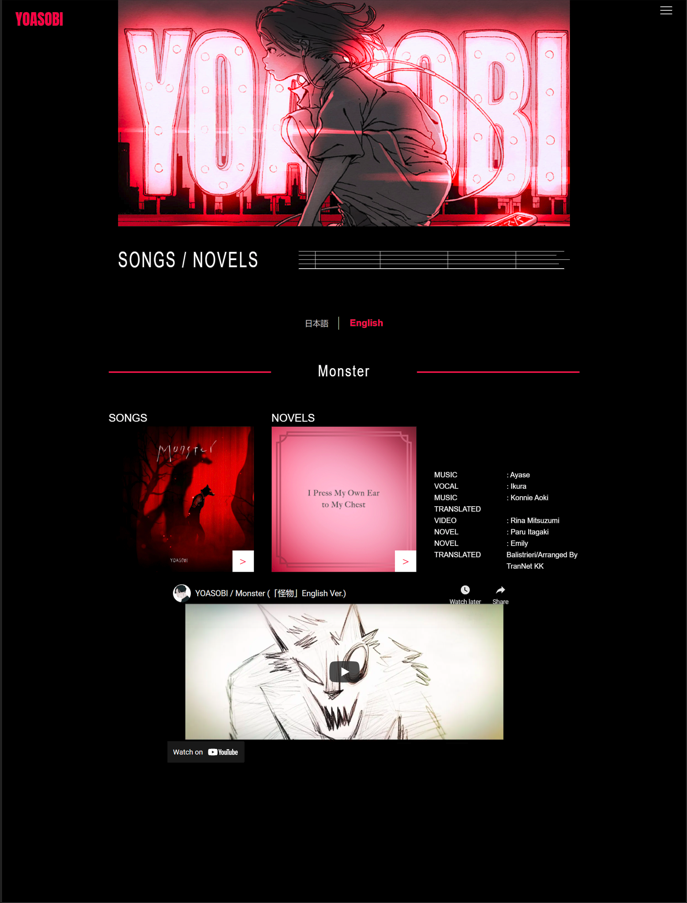 YOASOBI
YOASOBI
SONGS / NOVELS
日本語
English
Monster
SONGS
NOVELS
Monster
YOASOBI
>
I Press My Own Ear
to My Chest
>
MUSIC : Ayase
VOCAL : Ikura
MUSIC : Konnie Aoki
TRANSLATED
VIDEO : Rina Mitsuzumi
NOVEL : Paru Itagaki
NOVEL : Emily
TRANSLATED Balistrieri/Arranged By
TranNet KK
YOASOBI / Monster (「怪物」English Ver.)
Watch later
Share
Watch on YouTube